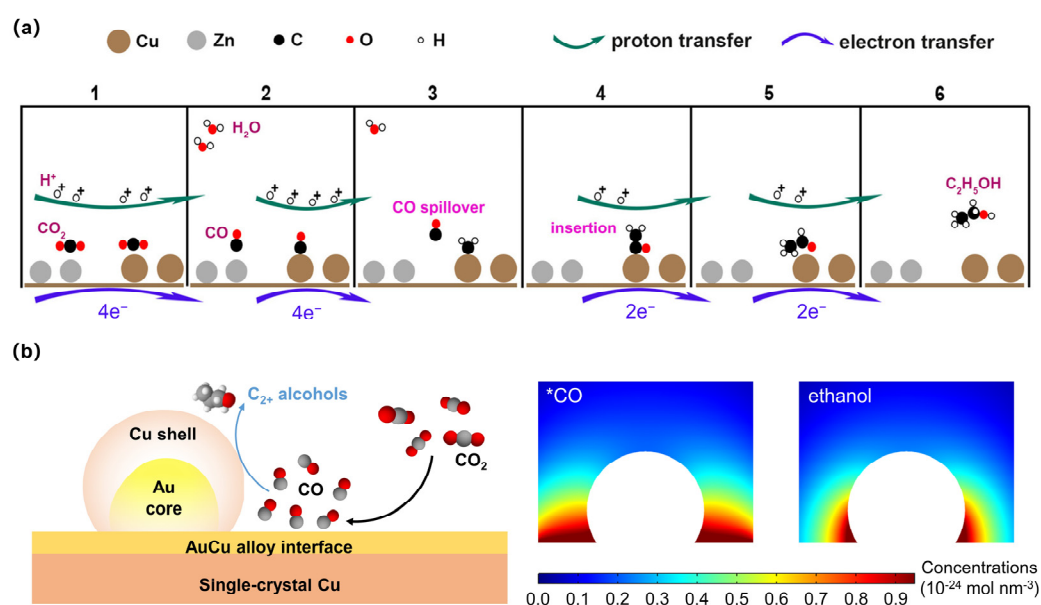 (a)
Cu Zn C O H proton transfer electron transfer
1 2 3 4 5 6
H₂O
H⁺ + + + + + + + + + + + +
C₂H₅OH
CO spillover
CO₂ CO insertion
4e⁻ 4e⁻ 2e⁻ 2e⁻
(b)
C₂₊ alcohols *CO ethanol
Cu shell
CO₂
CO
Au
core
AuCu alloy interface
Single-crystal Cu
Concentrations
(10⁻²⁴ mol nm⁻³)
0.0 0.1 0.2 0.3 0.4 0.5 0.6 0.7 0.8 0.9